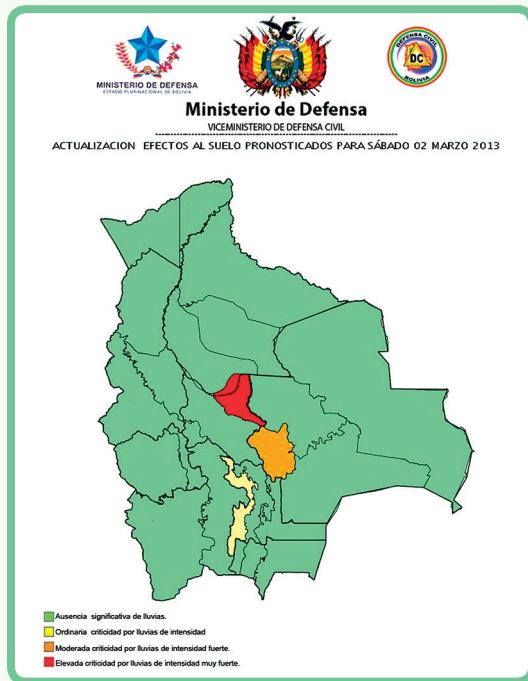 MINISTERIO DE DEFENSA
ESTADO PLURINACIONAL DE BOLIVIA
DEFENSA CIVIL
DC
BOLIVIA
Ministerio de Defensa
VICEMINISTERIO DE DEFENSA CIVIL
ACTUALIZACION EFECTOS AL SUELO PRONOSTICADOS PARA SÁBADO 02 MARZO 2013
Ausencia significativa de lluvias.
Ordinaria criticidad por lluvias de intensidad
Moderada criticidad por lluvias de intensidad fuerte.
Elevada criticidad por lluvias de intensidad muy fuerte.